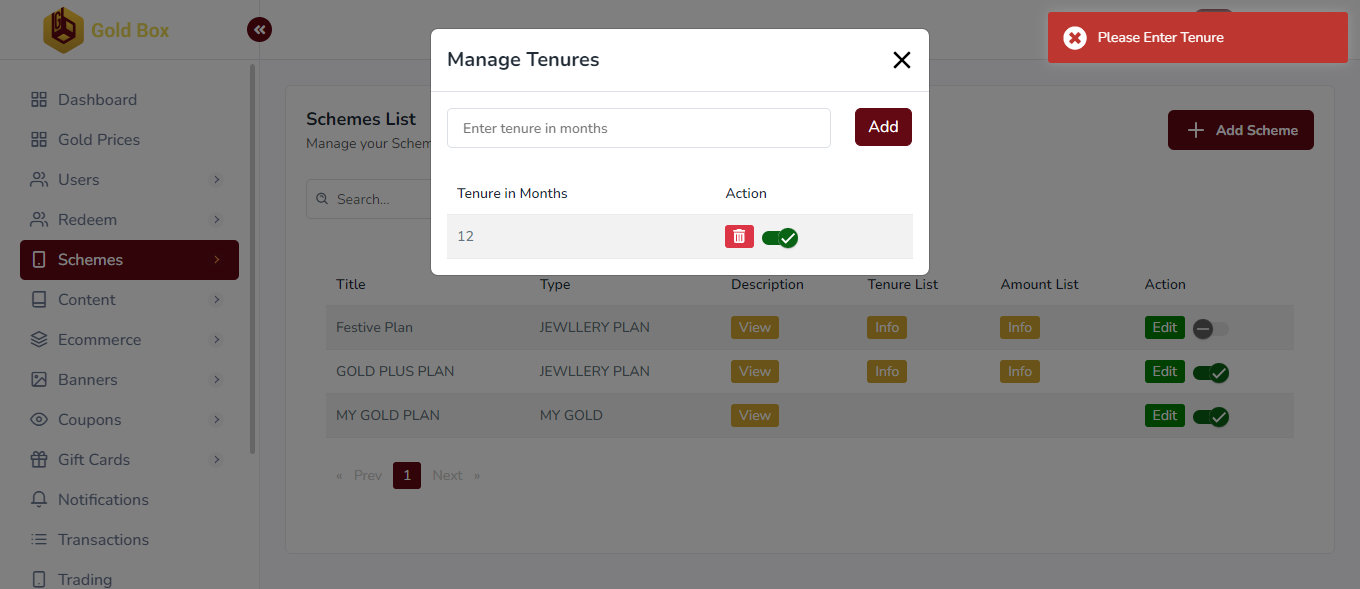 Gold Box
Please Enter Tenure
Manage Tenures
Dashboard
Gold Prices
Users
Redeem
Schemes
Content
Ecommerce
Banners
Coupons
Gift Cards
Notifications
Transactions
Trading
Schemes List
Manage your Schem
Add Scheme
Search...
Enter tenure in months
Add
Tenure in Months Action
12
Title Type Description Tenure List Amount List Action
Festive Plan JEWLLERY PLAN View Info Info Edit
GOLD PLUS PLAN JEWLLERY PLAN View Info Info Edit
MY GOLD PLAN MY GOLD View Edit
« Prev 1 Next »